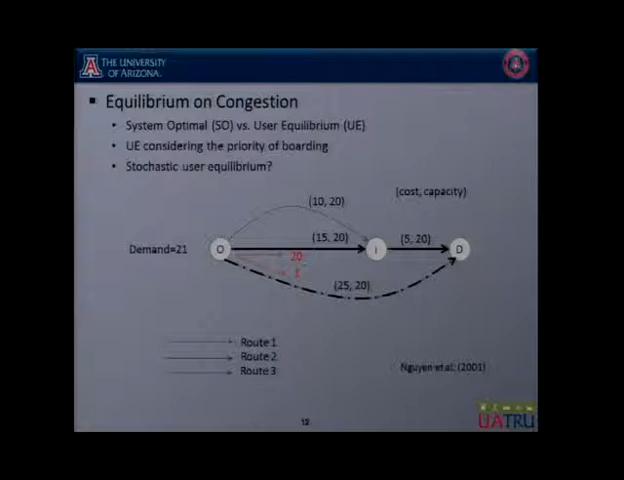 THE UNIVERSITY
OF ARIZONA.
Equilibrium on Congestion
System Optimal (SO) vs. User Equilibrium (UE)
UE considering the priority of boarding
Stochastic user equilibrium?
(10, 20)
(cost, capacity)
(15, 20)
(5, 20)
Demand=21
O
I
D
20
1
(25, 20)
Route 1
Route 2
Route 3
Nguyen et al. (2001)
12
UATRU